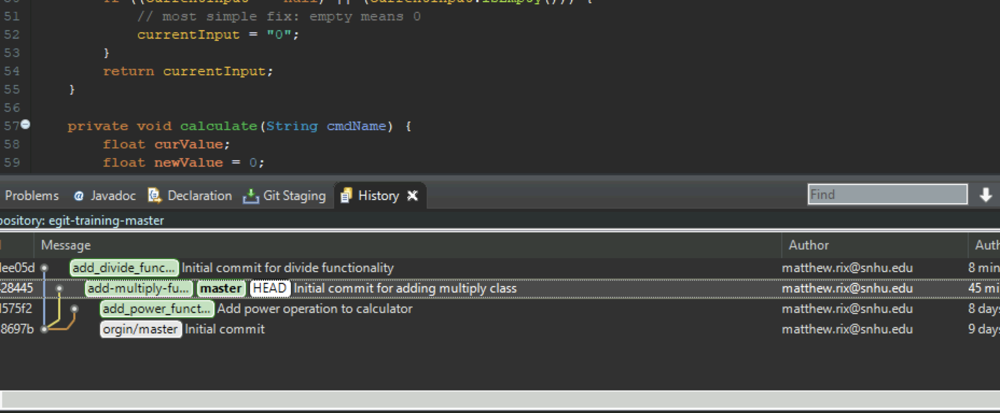 51 // most simple fix: empty means 0
52 currentInput = "0";
53 }
54 return currentInput;
55 }
56
57 private void calculate(String cmdName) {
58 float curValue;
59 float newValue = 0;
Problems @ Javadoc Declaration Git Staging History Find
pository: egit-training-master
Message Author Auth
lee05d add_divide_func... Initial commit for divide functionality matthew.rix@snhu.edu 8 min
28445 add-multiply-fu... master HEAD Initial commit for adding multiply class matthew.rix@snhu.edu 45 mi
575f2 add_power_funct... Add power operation to calculator matthew.rix@snhu.edu 8 days
8697b orgin/master Initial commit matthew.rix@snhu.edu 9 days